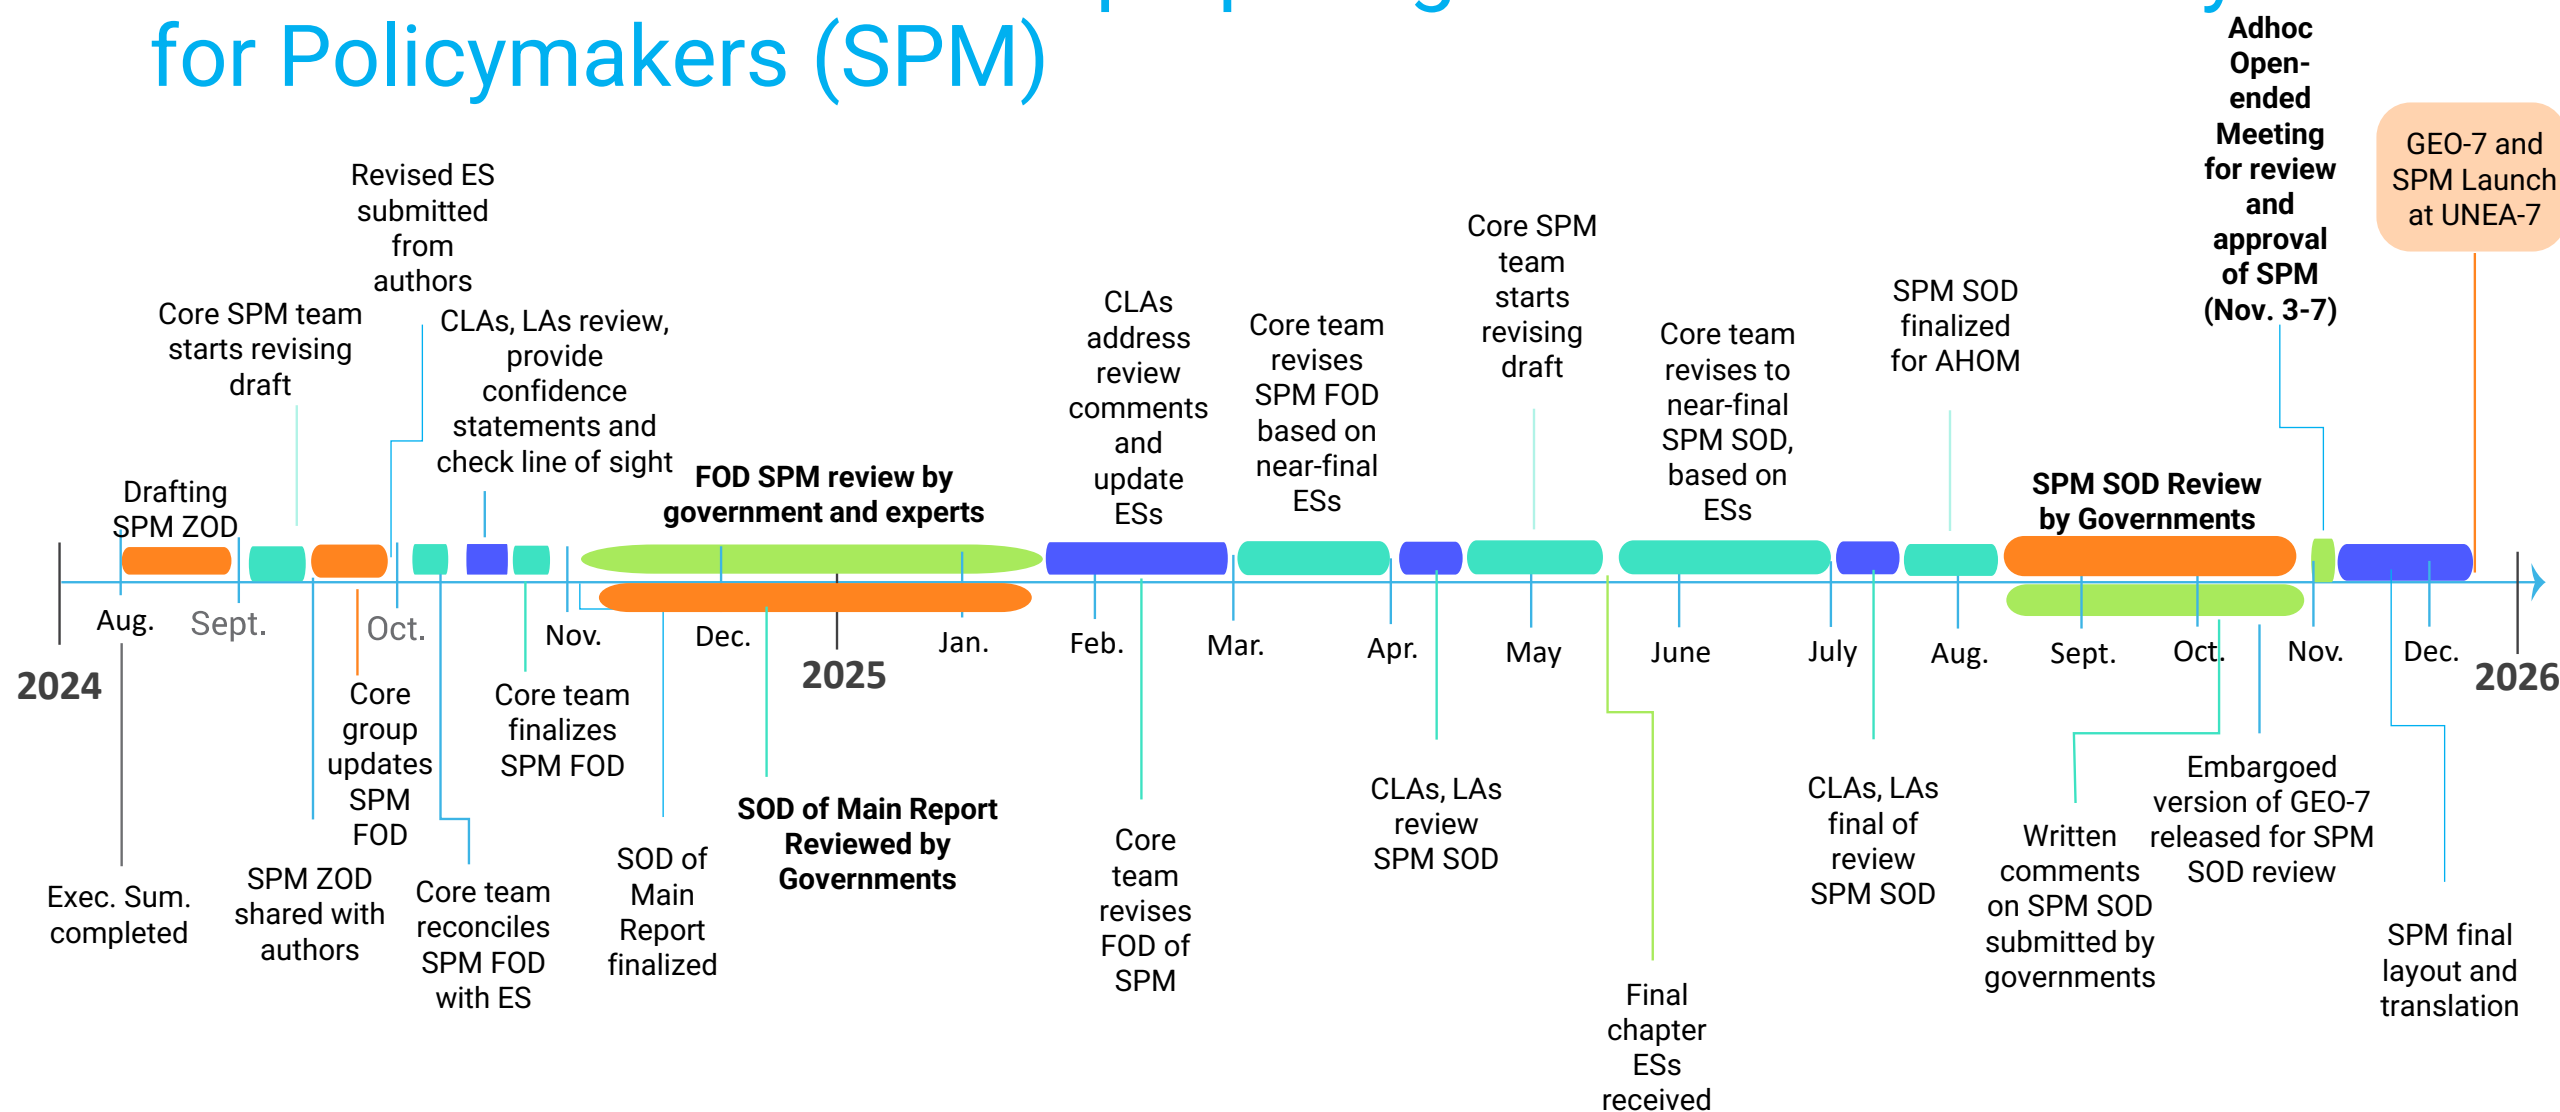 for Policymakers (SPM)
Adhoc
Open-
ended
Meeting
for review
and
approval
of SPM
(Nov. 3-7)
GEO-7 and
SPM Launch
at UNEA-7
Revised ES
submitted
from
authors
Core SPM team
starts revising
draft
CLAs, LAs review,
provide
confidence
statements and
check line of sight
Drafting
SPM ZOD
FOD SPM review by
government and experts
CLAs
address
review
comments
and
update
ESs
Core team
revises
SPM FOD
based on
near-final
ESs
Core SPM
team
starts
revising
draft
Core team
revises to
near-final
SPM SOD,
based on
ESs
SPM SOD
finalized
for AHOM
SPM SOD Review
by Governments
Aug.
Sept.
Oct.
Nov.
Dec.
Jan.
Feb.
Mar.
Apr.
May
June
July
Aug.
Sept.
Oct.
Nov.
Dec.
2024
2025
2026
Exec. Sum.
completed
SPM ZOD
shared with
authors
Core
group
updates
SPM
FOD
Core team
reconciles
SPM FOD
with ES
Core team
finalizes
SPM FOD
SOD of
Main
Report
finalized
SOD of Main Report
Reviewed by
Governments
Core
team
revises
FOD of
SPM
CLAs, LAs
review
SPM SOD
Final
chapter
ESs
received
CLAs, LAs
final of
review
SPM SOD
Written
comments
on SPM SOD
submitted by
governments
Embargoed
version of GEO-7
released for SPM
SOD review
SPM final
layout and
translation